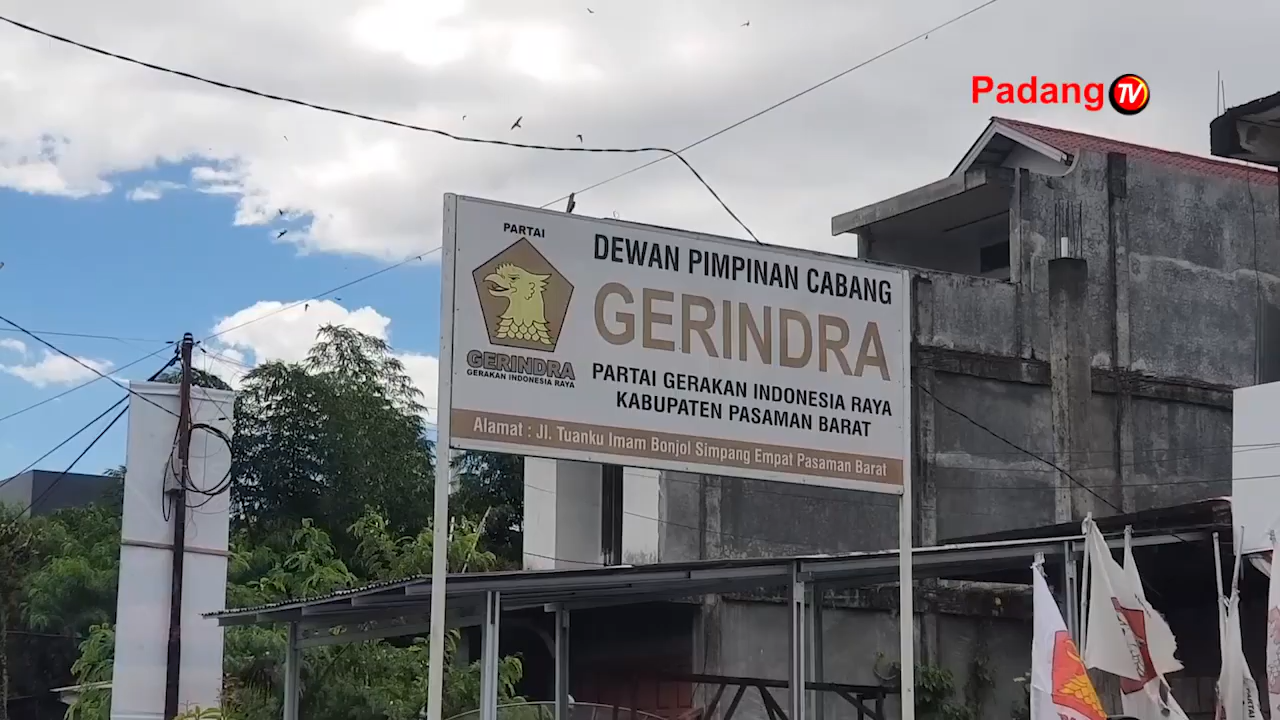 Padang TV
PARTAI
GERINDRA
GERAKAN INDONESIA RAYA
DEWAN PIMPINAN CABANG
GERINDRA
PARTAI GERAKAN INDONESIA RAYA
KABUPATEN PASAMAN BARAT
Alamat : Jl. Tuanku Imam Bonjol Simpang Empat Pasaman Barat